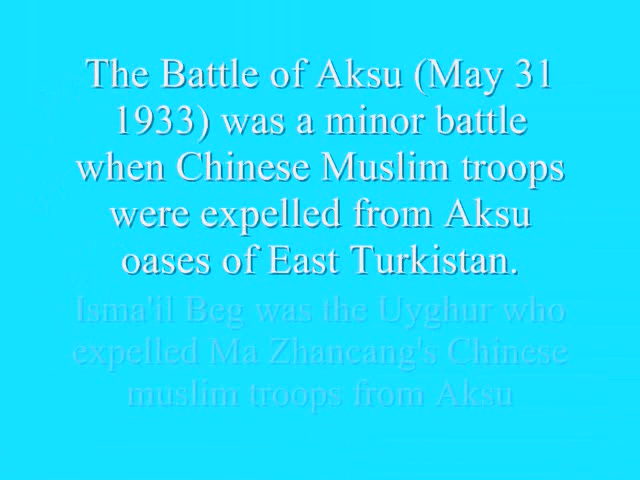 The Battle of Aksu (May 31
1933) was a minor battle
when Chinese Muslim troops
were expelled from Aksu
oases of East Turkistan.
Isma'il Beg was the Uyghur who
expelled Ma Zhancang's Chinese
muslim troops from Aksu